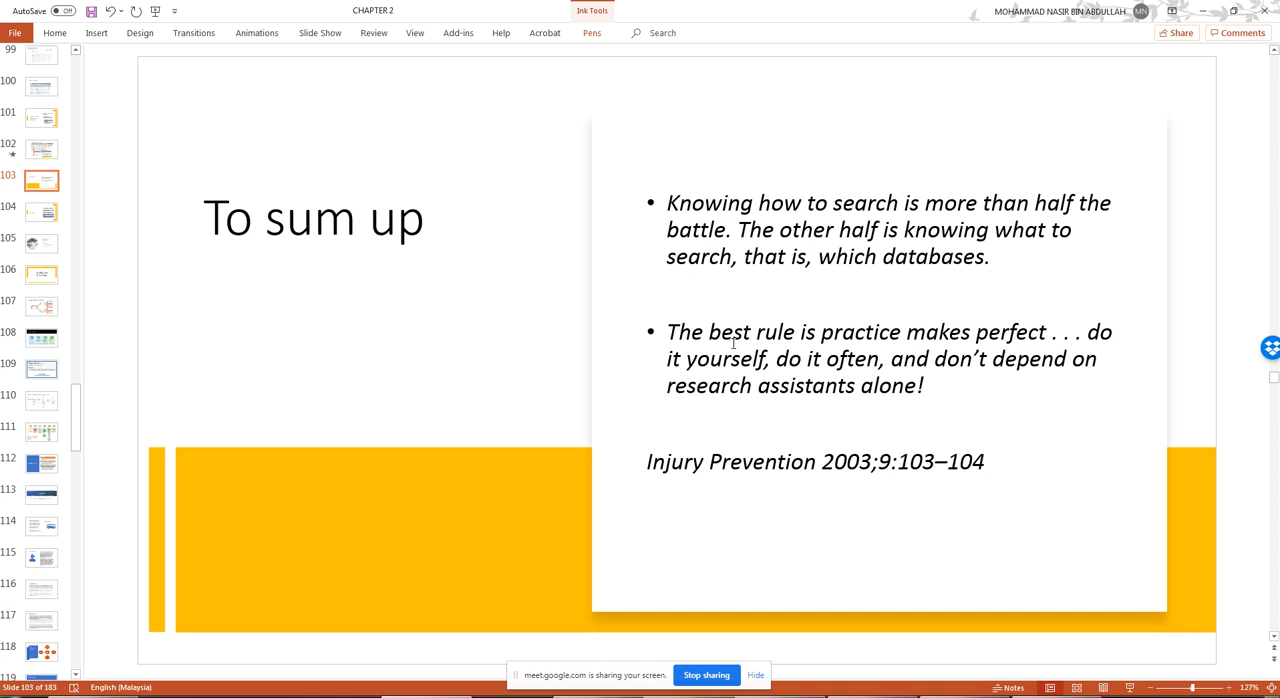 AutoSave Off
CHAPTER 2
Ink Tools
MOHAMMAD NASIR BIN ABDULLAH MN
File Home Insert Design Transitions Animations Slide Show Review View Add-ins Help Acrobat Pens Search Share Comments
99
100
101
102
103
104
105
106
107
108
109
110
111
112
113
114
115
116
117
118
119
To sum up
• Knowing how to search is more than half the
battle. The other half is knowing what to
search, that is, which databases.
• The best rule is practice makes perfect . . . do
it yourself, do it often, and don’t depend on
research assistants alone!
Injury Prevention 2003;9:103–104
meet.google.com is sharing your screen. Stop sharing Hide
Slide 103 of 183 English (Malaysia) Notes 127%